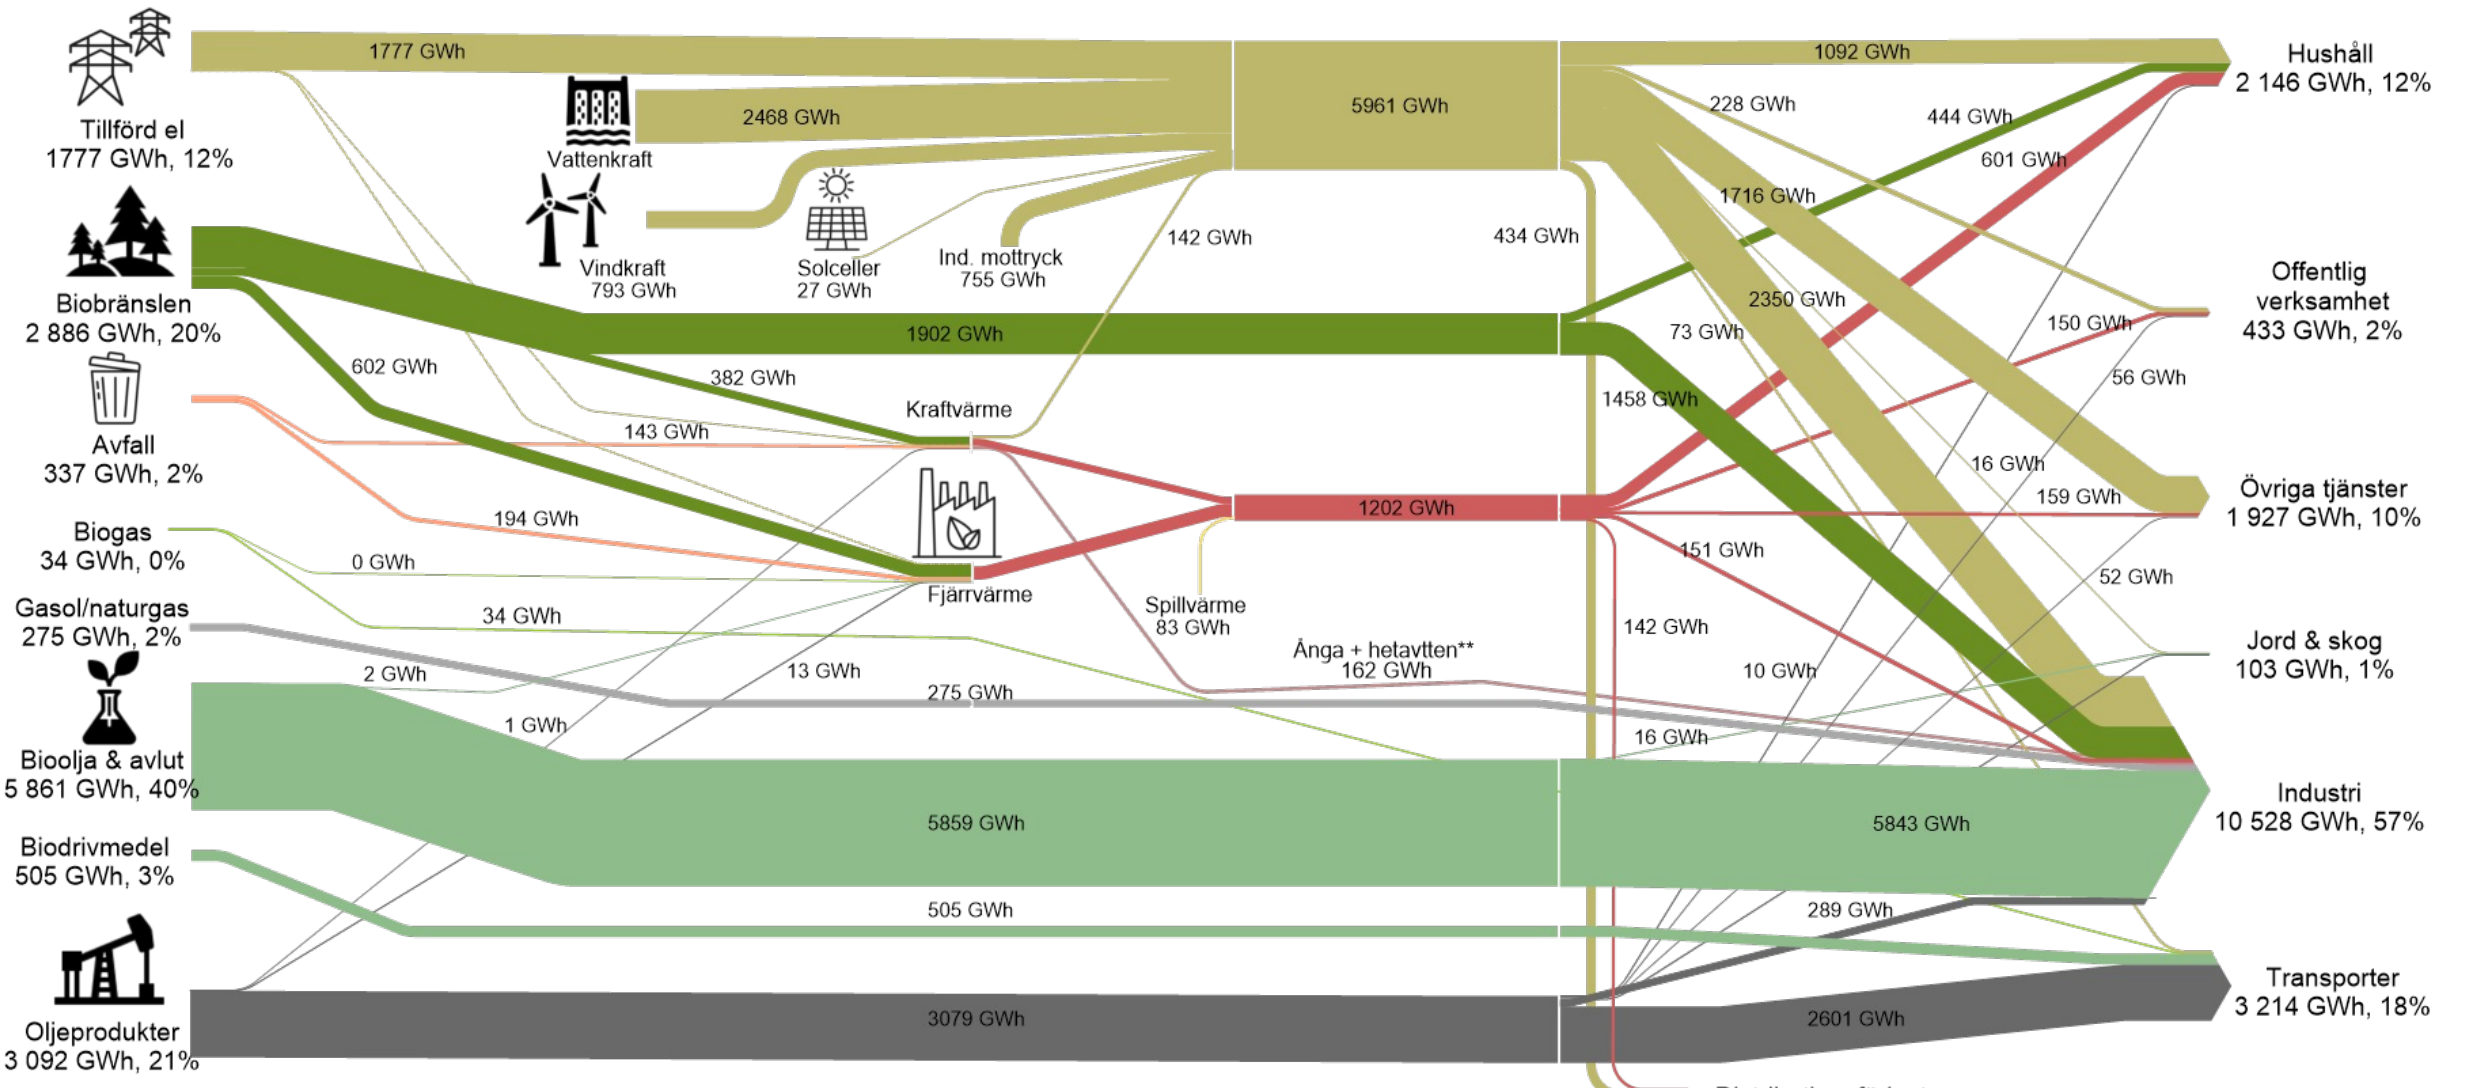 Tillförd el
1777 GWh, 12%
Biobränslen
2 886 GWh, 20%
Avfall
337 GWh, 2%
Biogas
34 GWh, 0%
Gasol/naturgas
275 GWh, 2%
Bioolja & avlut
5 861 GWh, 40%
Biodrivmedel
505 GWh, 3%
Oljeprodukter
3 092 GWh, 21%
1777 GWh
2468 GWh
Vattenkraft
Vindkraft
793 GWh
Solceller
27 GWh
Ind. mottryck
755 GWh
142 GWh
5961 GWh
434 GWh
602 GWh
1902 GWh
382 GWh
Kraftvärme
143 GWh
194 GWh
0 GWh
34 GWh
Fjärrvärme
2 GWh
13 GWh
1 GWh
275 GWh
1202 GWh
Spillvärme
83 GWh
Ånga + hetavtten**
162 GWh
5859 GWh
505 GWh
3079 GWh
1092 GWh
228 GWh
444 GWh
601 GWh
1716 GWh
2350 GWh
73 GWh
150 GWh
56 GWh
1458 GWh
16 GWh
159 GWh
151 GWh
52 GWh
142 GWh
10 GWh
16 GWh
5843 GWh
289 GWh
2601 GWh
Hushåll
2 146 GWh, 12%
Offentlig
verksamhet
433 GWh, 2%
Övriga tjänster
1 927 GWh, 10%
Jord & skog
103 GWh, 1%
Industri
10 528 GWh, 57%
Transporter
3 214 GWh, 18%